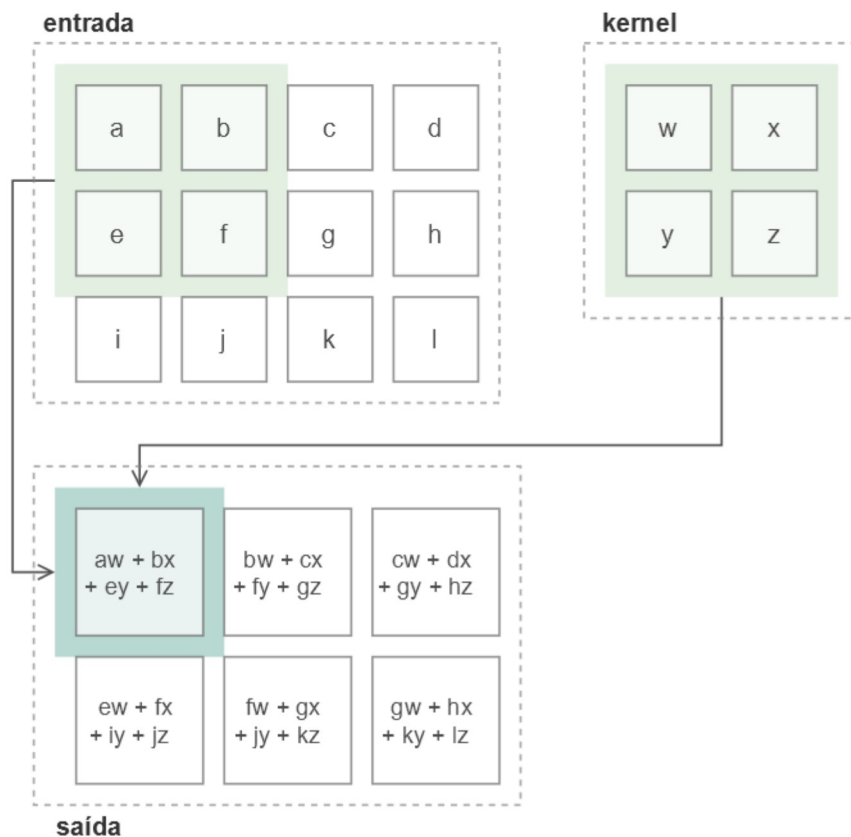 entrada
a b c d
e f g h
i j k l
kernel
w x
y z
aw + bx
+ ey + fz
bw + cx
+ fy + gz
cw + dx
+ gy + hz
ew + fx
+ iy + jz
fw + gx
+ jy + kz
gw + hx
+ ky + lz
saída